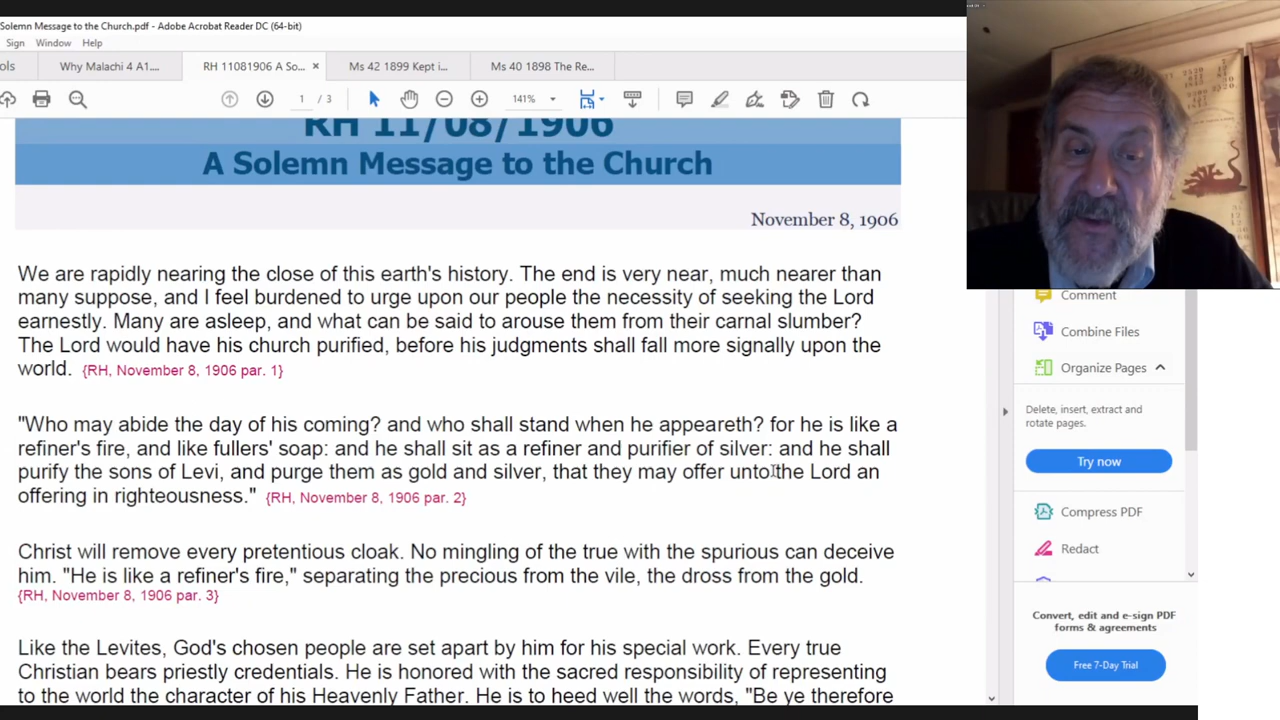 Solemn Message to the Church.pdf - Adobe Acrobat Reader DC (64-bit)
Sign Window Help
ols
Why Malachi 4 A1....
RH 11081906 A So... ×
Ms 42 1899 Kept i...
Ms 40 1898 The Re...
1 / 3
141%
RH 11/08/1906
A Solemn Message to the Church
November 8, 1906
We are rapidly nearing the close of this earth's history. The end is very near, much nearer than
many suppose, and I feel burdened to urge upon our people the necessity of seeking the Lord
earnestly. Many are asleep, and what can be said to arouse them from their carnal slumber?
The Lord would have his church purified, before his judgments shall fall more signally upon the
world. {RH, November 8, 1906 par. 1}
"Who may abide the day of his coming? and who shall stand when he appeareth? for he is like a
refiner's fire, and like fullers' soap: and he shall sit as a refiner and purifier of silver: and he shall
purify the sons of Levi, and purge them as gold and silver, that they may offer unto the Lord an
offering in righteousness." {RH, November 8, 1906 par. 2}
Christ will remove every pretentious cloak. No mingling of the true with the spurious can deceive
him. "He is like a refiner's fire," separating the precious from the vile, the dross from the gold.
{RH, November 8, 1906 par. 3}
Like the Levites, God's chosen people are set apart by him for his special work. Every true
Christian bears priestly credentials. He is honored with the sacred responsibility of representing
to the world the character of his Heavenly Father. He is to heed well the words, "Be ye therefore
Comment
Combine Files
Organize Pages
Delete, insert, extract and
rotate pages.
Try now
Compress PDF
Redact
Convert, edit and e-sign PDF
forms & agreements
Free 7-Day Trial